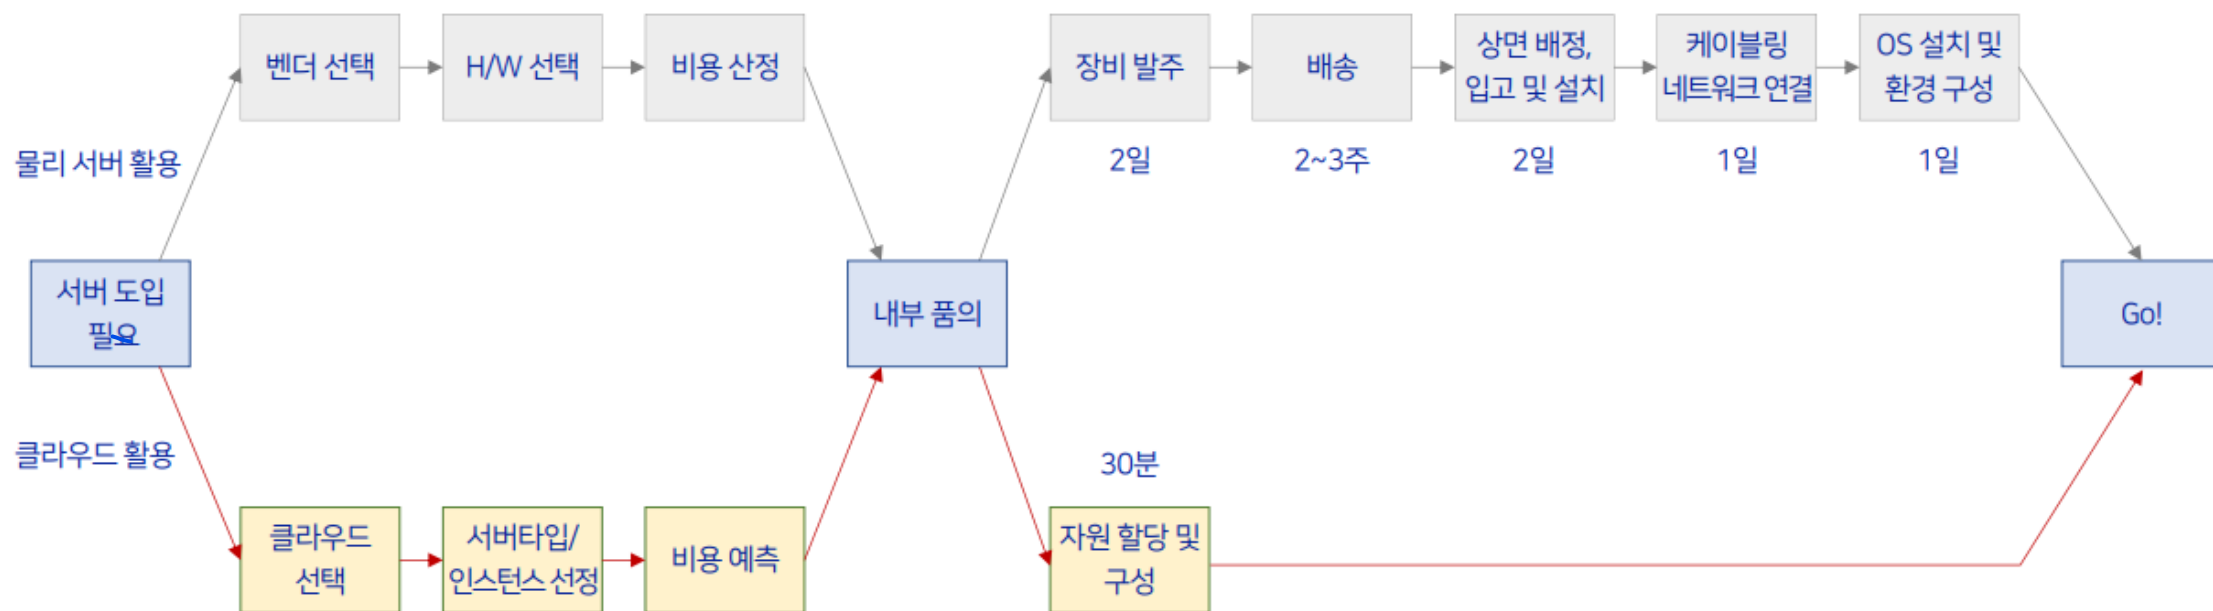 벤더 선택
H/W 선택
비용 산정
장비 발주
배송
상면 배정,
입고 및 설치
케이블링
네트워크 연결
OS 설치 및
환경 구성
물리 서버 활용
2일
2~3주
2일
1일
1일
서버 도입
필요
내부 품의
Go!
클라우드 활용
30분
클라우드
선택
서버타입/
인스턴스 선정
비용 예측
자원 할당 및
구성